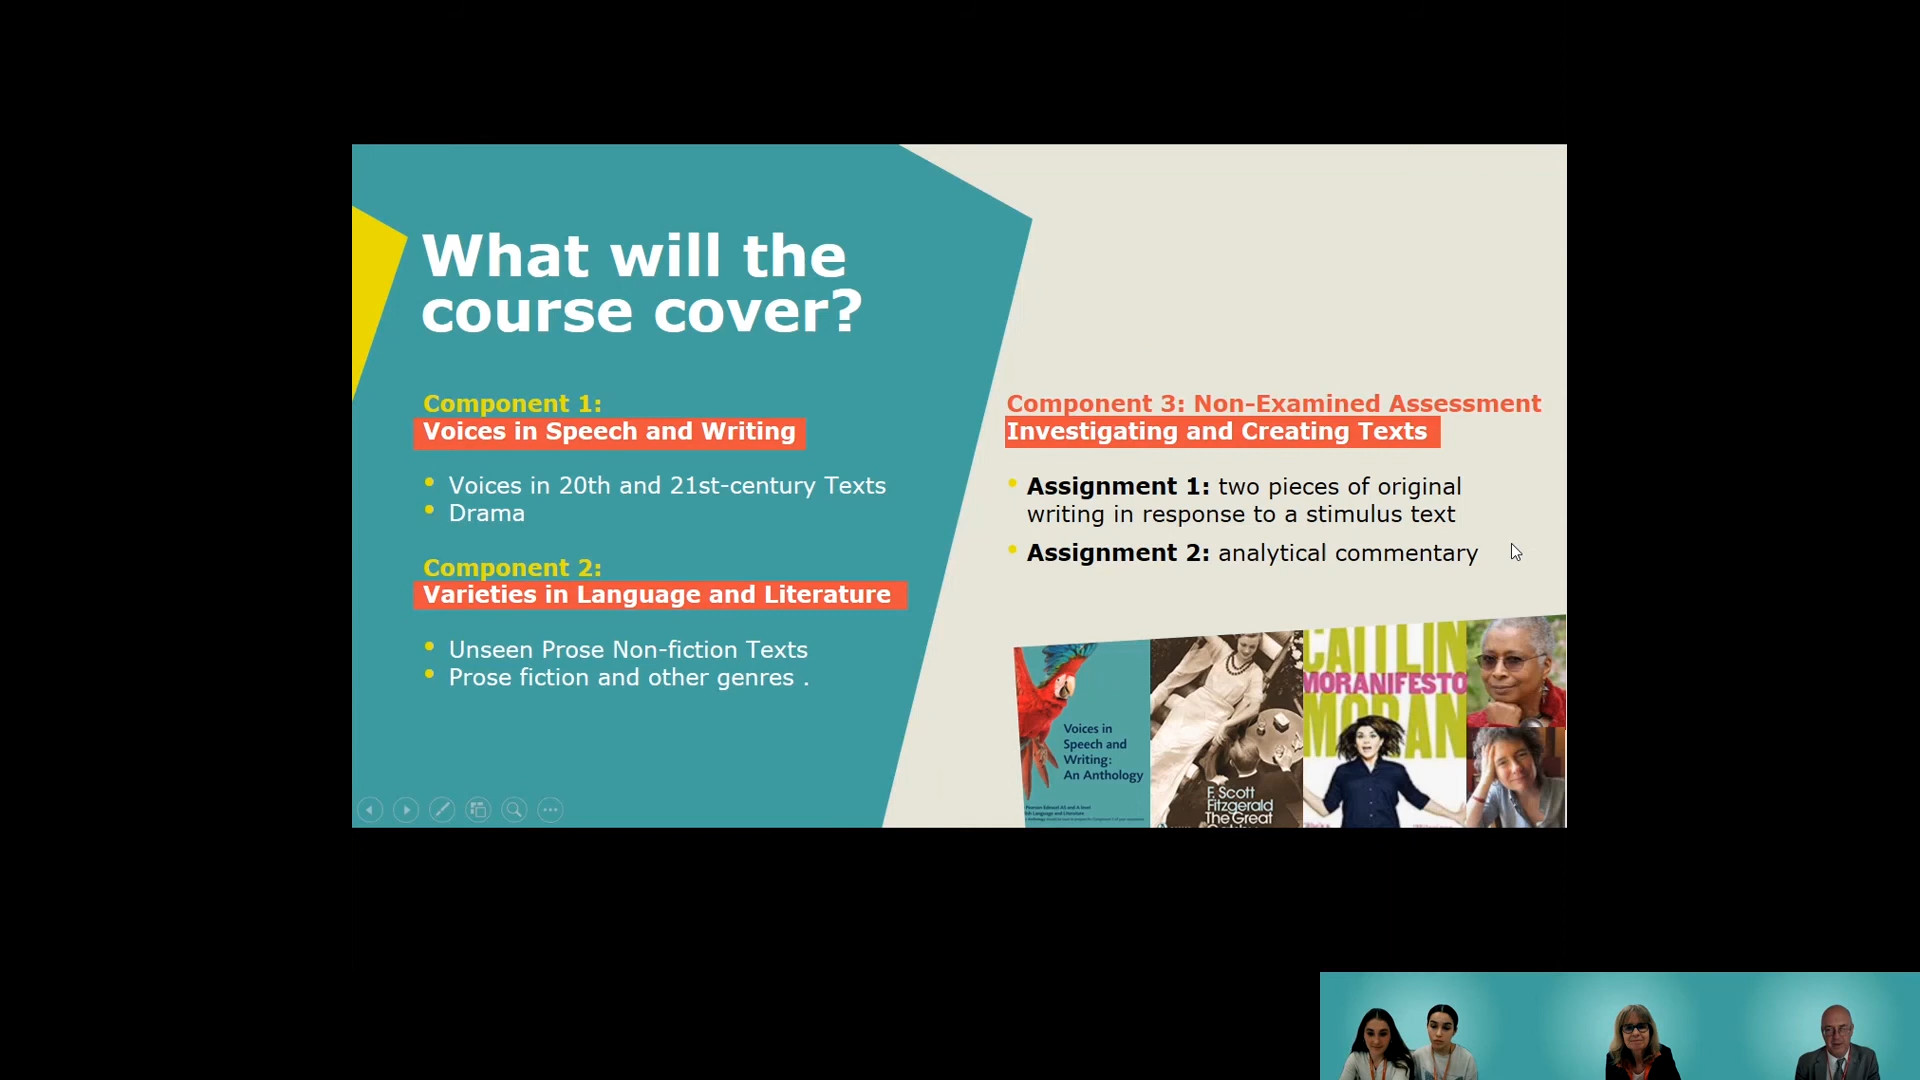 What will the
course cover?
Component 1:
Voices in Speech and Writing
• Voices in 20th and 21st-century Texts
• Drama
Component 2:
Varieties in Language and Literature
• Unseen Prose Non-fiction Texts
• Prose fiction and other genres .
Component 3: Non-Examined Assessment
Investigating and Creating Texts
• Assignment 1: two pieces of original
writing in response to a stimulus text
• Assignment 2: analytical commentary
Voices in
Speech and
Writing:
An Anthology
F. Scott
Fitzgerald
The Great
CAITLIN
MORANIFESTO
MORAN